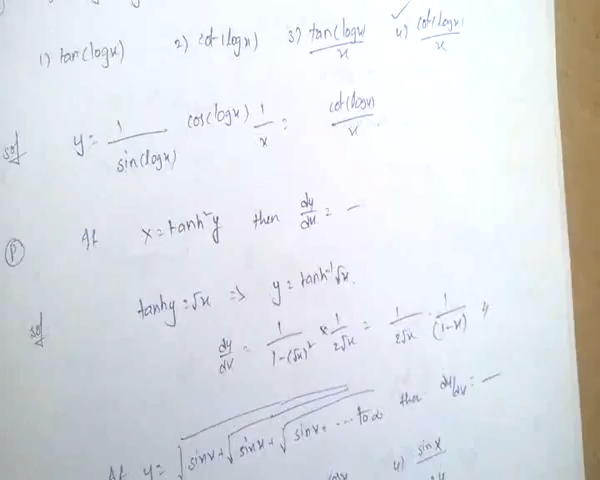 1) tan(logx) 2) cot(logx) 3) tan(logx)/x 4) cot(logx)/x
sol y = 1/sin(logx) cos(logx) 1/x = cot(logx)/x.
(P) If x = tanh²y then dy/dx = —
sol tanhy = √x ⇒ y = tanh⁻¹√x.
dy/dx = 1/1-(√x)² × 1/2√x = 1/2√x · 1/(1-x) //
If y = √sinx + √sinx + √sinx + ... to ∞ then dy/dx = —
4) sinx/